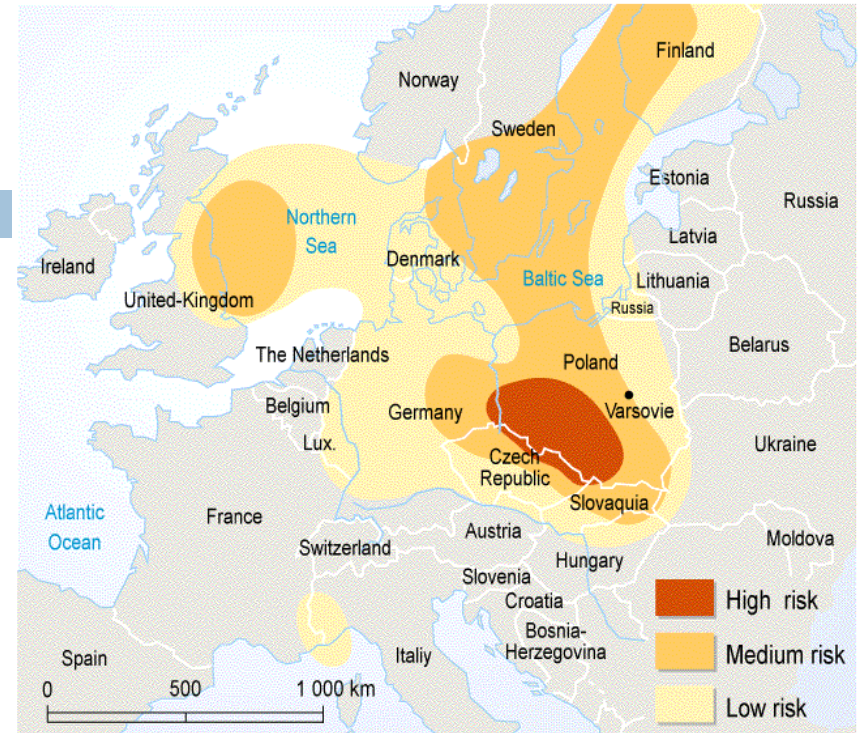 Finland
Norway
Sweden
Estonia
Russia
Northern
Sea
Latvia
Ireland
Denmark
Baltic Sea
Lithuania
United-Kingdom
Russia
Belarus
The Netherlands
Poland
Belgium
Germany
Varsovie
Lux.
Ukraine
Czech
Republic
Slovaquia
Atlantic
Ocean
France
Austria
Moldova
Switzerland
Hungary
Slovenia
Croatia
High risk
Bosnia-
Herzegovina
Spain
Italiy
Medium risk
0 500 1 000 km
Low risk